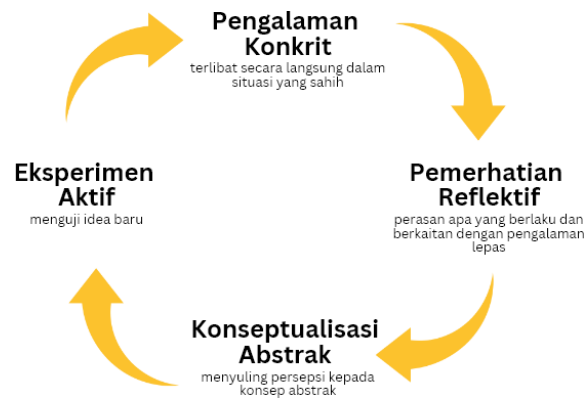 Pengalaman
Konkrit
terlibat secara langsung dalam
situasi yang sahih
Pemerhatian
Reflektif
perasan apa yang berlaku dan
berkaitan dengan pengalaman
lepas
Konseptualisasi
Abstrak
menyuling persepsi kepada
konsep abstrak
Eksperimen
Aktif
menguji idea baru